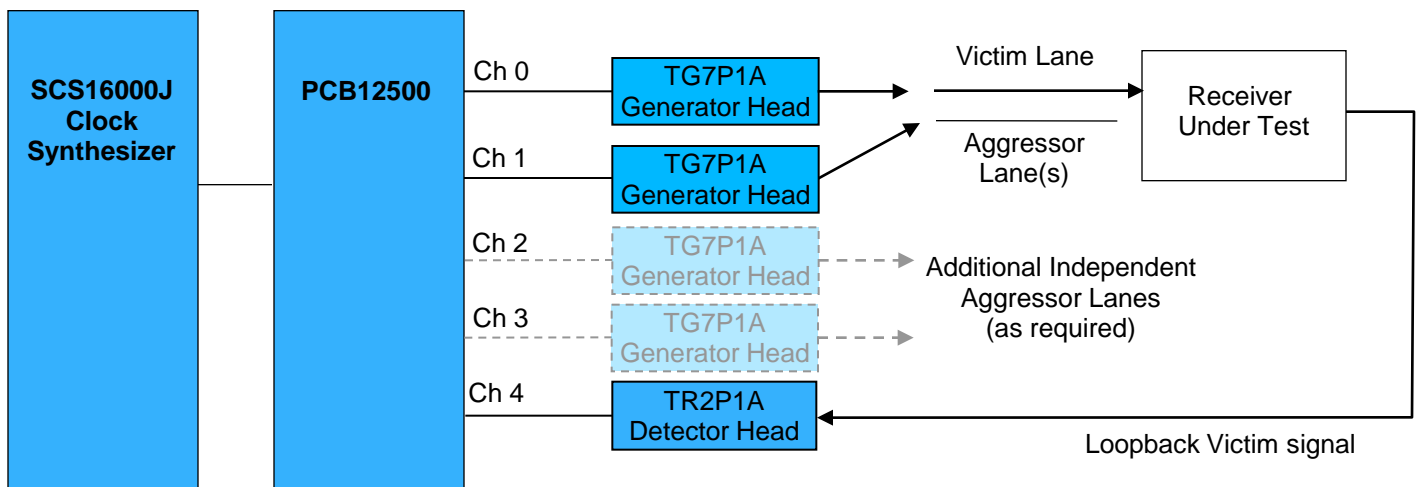 SCS16000J
Clock
Synthesizer
PCB12500
Ch 0
TG7P1A
Generator Head
Ch 1
TG7P1A
Generator Head
Ch 2
TG7P1A
Generator Head
Ch 3
TG7P1A
Generator Head
Ch 4
TR2P1A
Detector Head
Victim Lane
Aggressor
Lane(s)
Receiver
Under Test
Additional Independent
Aggressor Lanes
(as required)
Loopback Victim signal